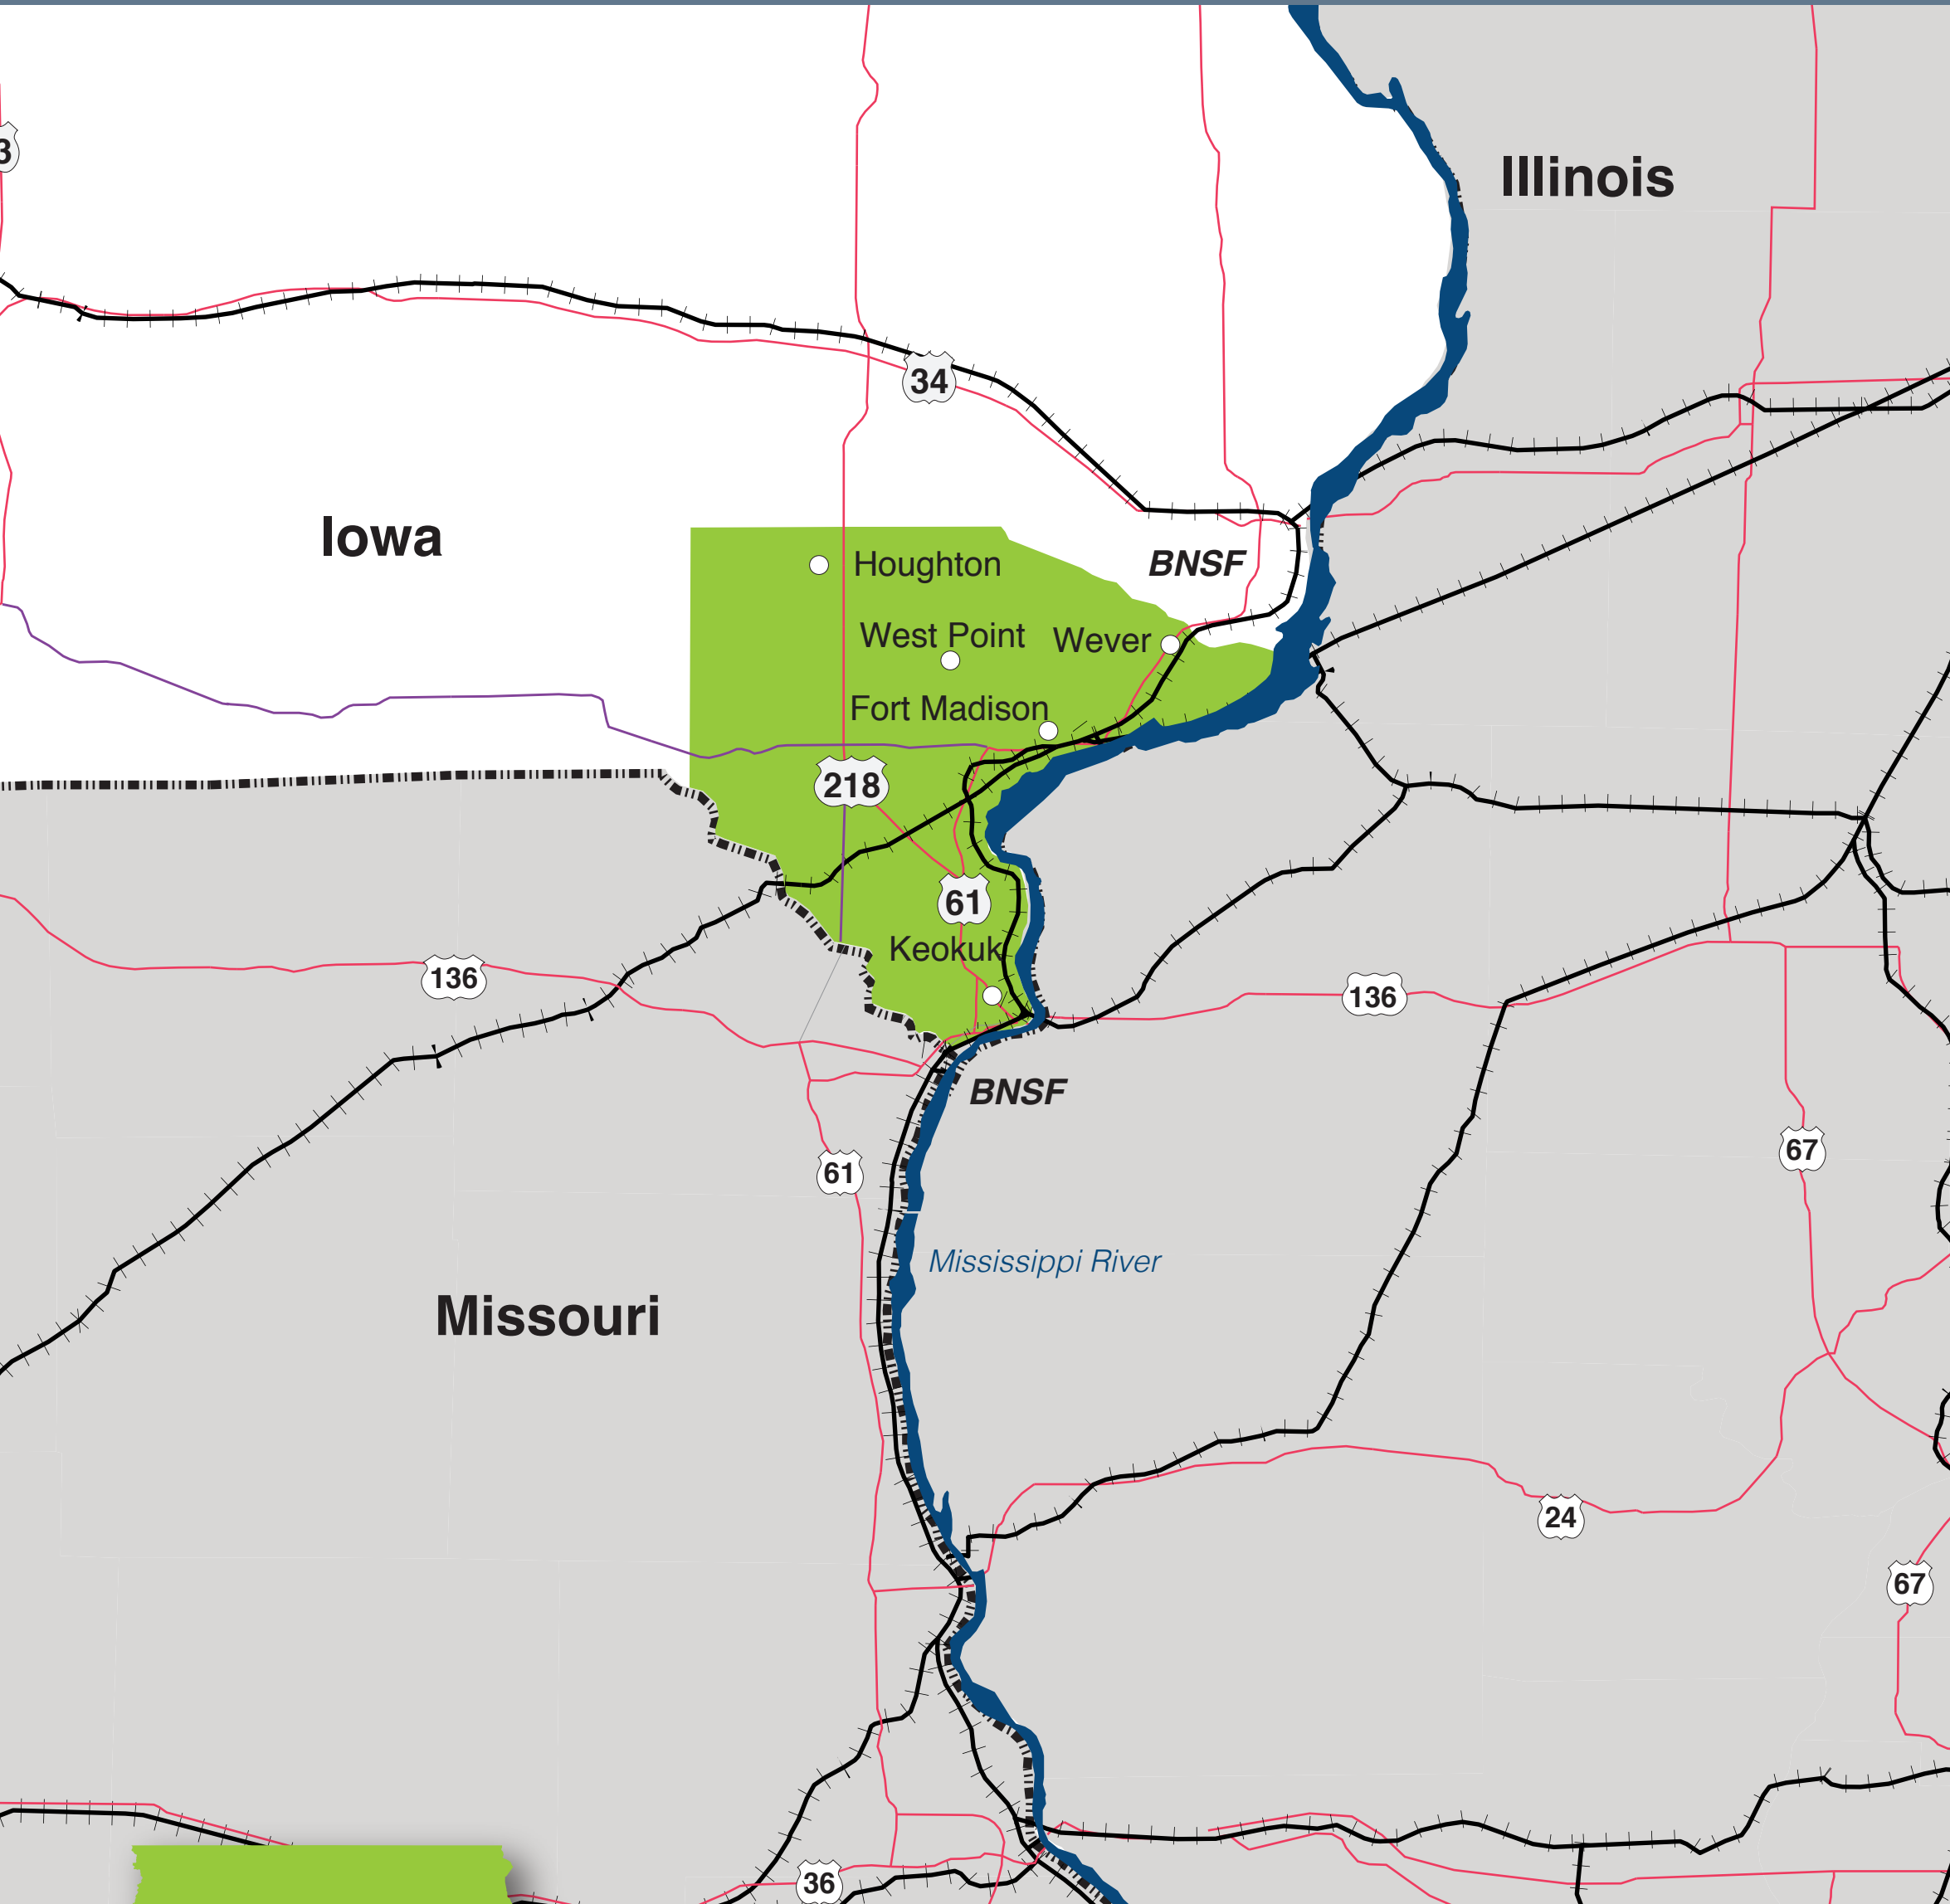 3
Illinois
34
Iowa
BNSF
Houghton
West Point
Wever
Fort Madison
218
61
Keokuk
136
136
BNSF
67
61
Mississippi River
Missouri
24
67
36